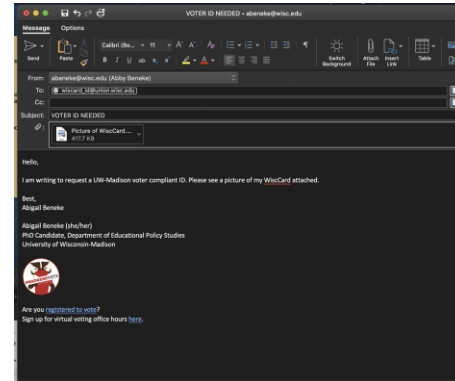 VOTER ID NEEDED • abeneke@wisc.edu
Message Options
Calibri (Bo... 11
Send Paste B I U ab x, x² A Switch Background Attach File Insert Link Table
From: abeneke@wisc.edu (Abby Beneke)
To: wiscard_id@union.wisc.edu
Cc:
Subject: VOTER ID NEEDED
Picture of WiscCard...
417.7 KB
Hello,
I am writing to request a UW-Madison voter compliant ID. Please see a picture of my WiscCard attached.
Best,
Abigail Beneke
Abigail Beneke (she/her)
PhD Candidate, Department of Educational Policy Studies
University of Wisconsin-Madison
Are you registered to vote?
Sign up for virtual voting office hours here.